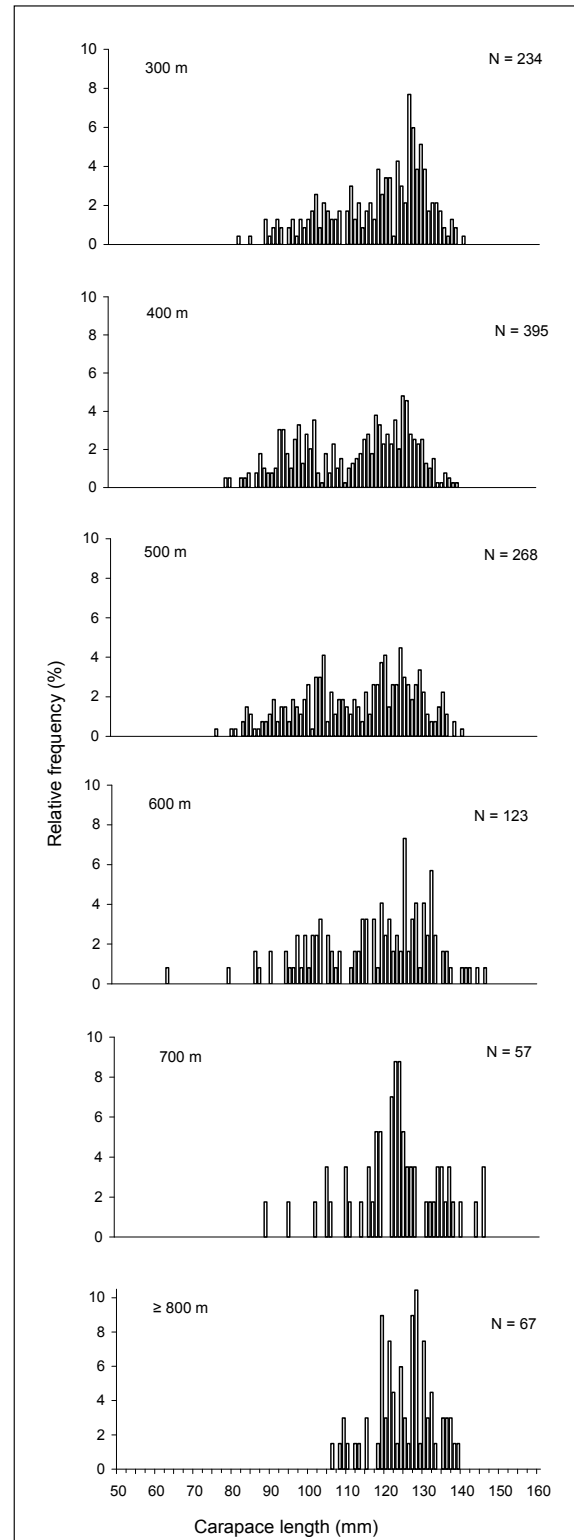 10
300 m
N = 234
8
6
4
2
0
10
400 m
N = 395
8
6
4
2
0
10
500 m
N = 268
8
6
4
2
0
Relative frequency (%)
10
600 m
N = 123
8
6
4
2
0
10
700 m
N = 57
8
6
4
2
0
10
≥ 800 m
N = 67
8
6
4
2
0
50 60 70 80 90 100 110 120 130 140 150 160
Carapace length (mm)